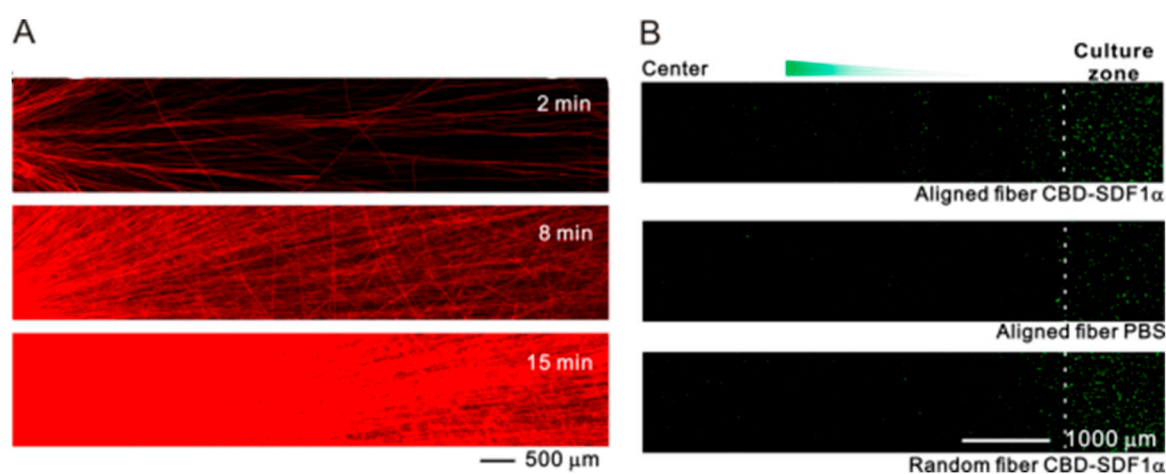 A
2 min
8 min
15 min
500 μm
B
Center
Culture
zone
Aligned fiber CBD-SDF1α
Aligned fiber PBS
1000 μm
Random fiber CBD-SDF1α